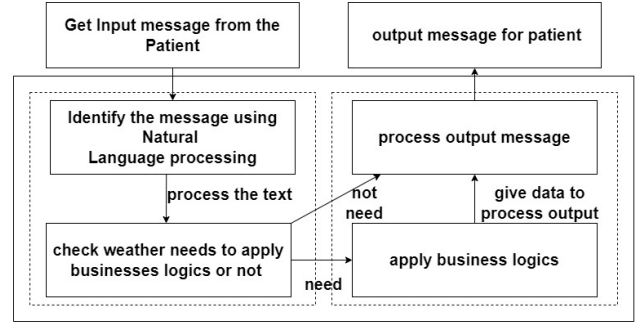 Get Input message from the
Patient
output message for patient
Identify the message using
Natural
Language processing
process output message
process the text
not
need
give data to
process output
check weather needs to apply
businesses logics or not
need
apply business logics